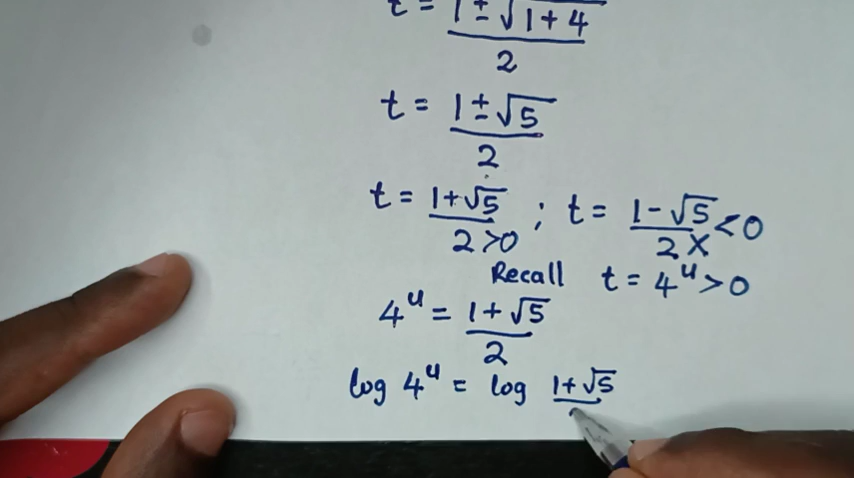 t = 1 ± √1+4 / 2
t = 1 ± √5 / 2
t = 1+√5 / 2 >0 ; t = 1-√5 / 2 × <0
Recall t = 4^u > 0
4^u = 1 + √5 / 2
log 4^u = log 1+√5 /